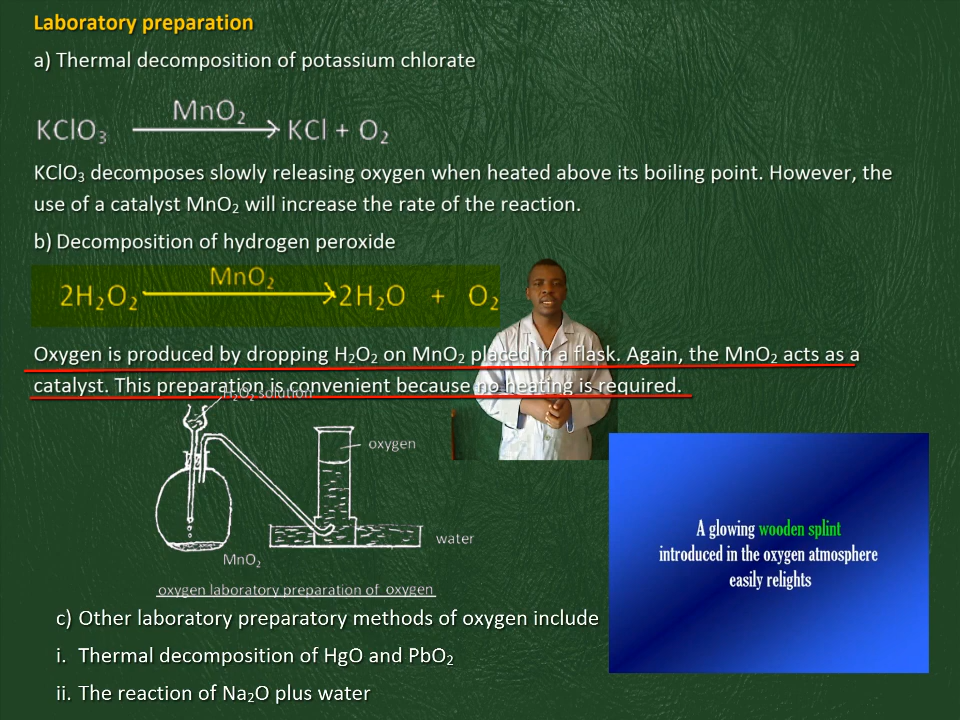 Laboratory preparation
a) Thermal decomposition of potassium chlorate
MnO₂
KClO₃ → KCl + O₂
KClO₃ decomposes slowly releasing oxygen when heated above its boiling point. However, the
use of a catalyst MnO₂ will increase the rate of the reaction.
b) Decomposition of hydrogen peroxide
MnO₂
2H₂O₂ → 2H₂O + O₂
Oxygen is produced by dropping H₂O₂ on MnO₂ placed in a flask. Again, the MnO₂ acts as a
catalyst. This preparation is convenient because no heating is required.
H₂O₂ solution
oxygen
water
MnO₂
oxygen laboratory preparation of oxygen
A glowing wooden splint
introduced in the oxygen atmosphere
easily relights
c) Other laboratory preparatory methods of oxygen include
i. Thermal decomposition of HgO and PbO₂
ii. The reaction of Na₂O plus water